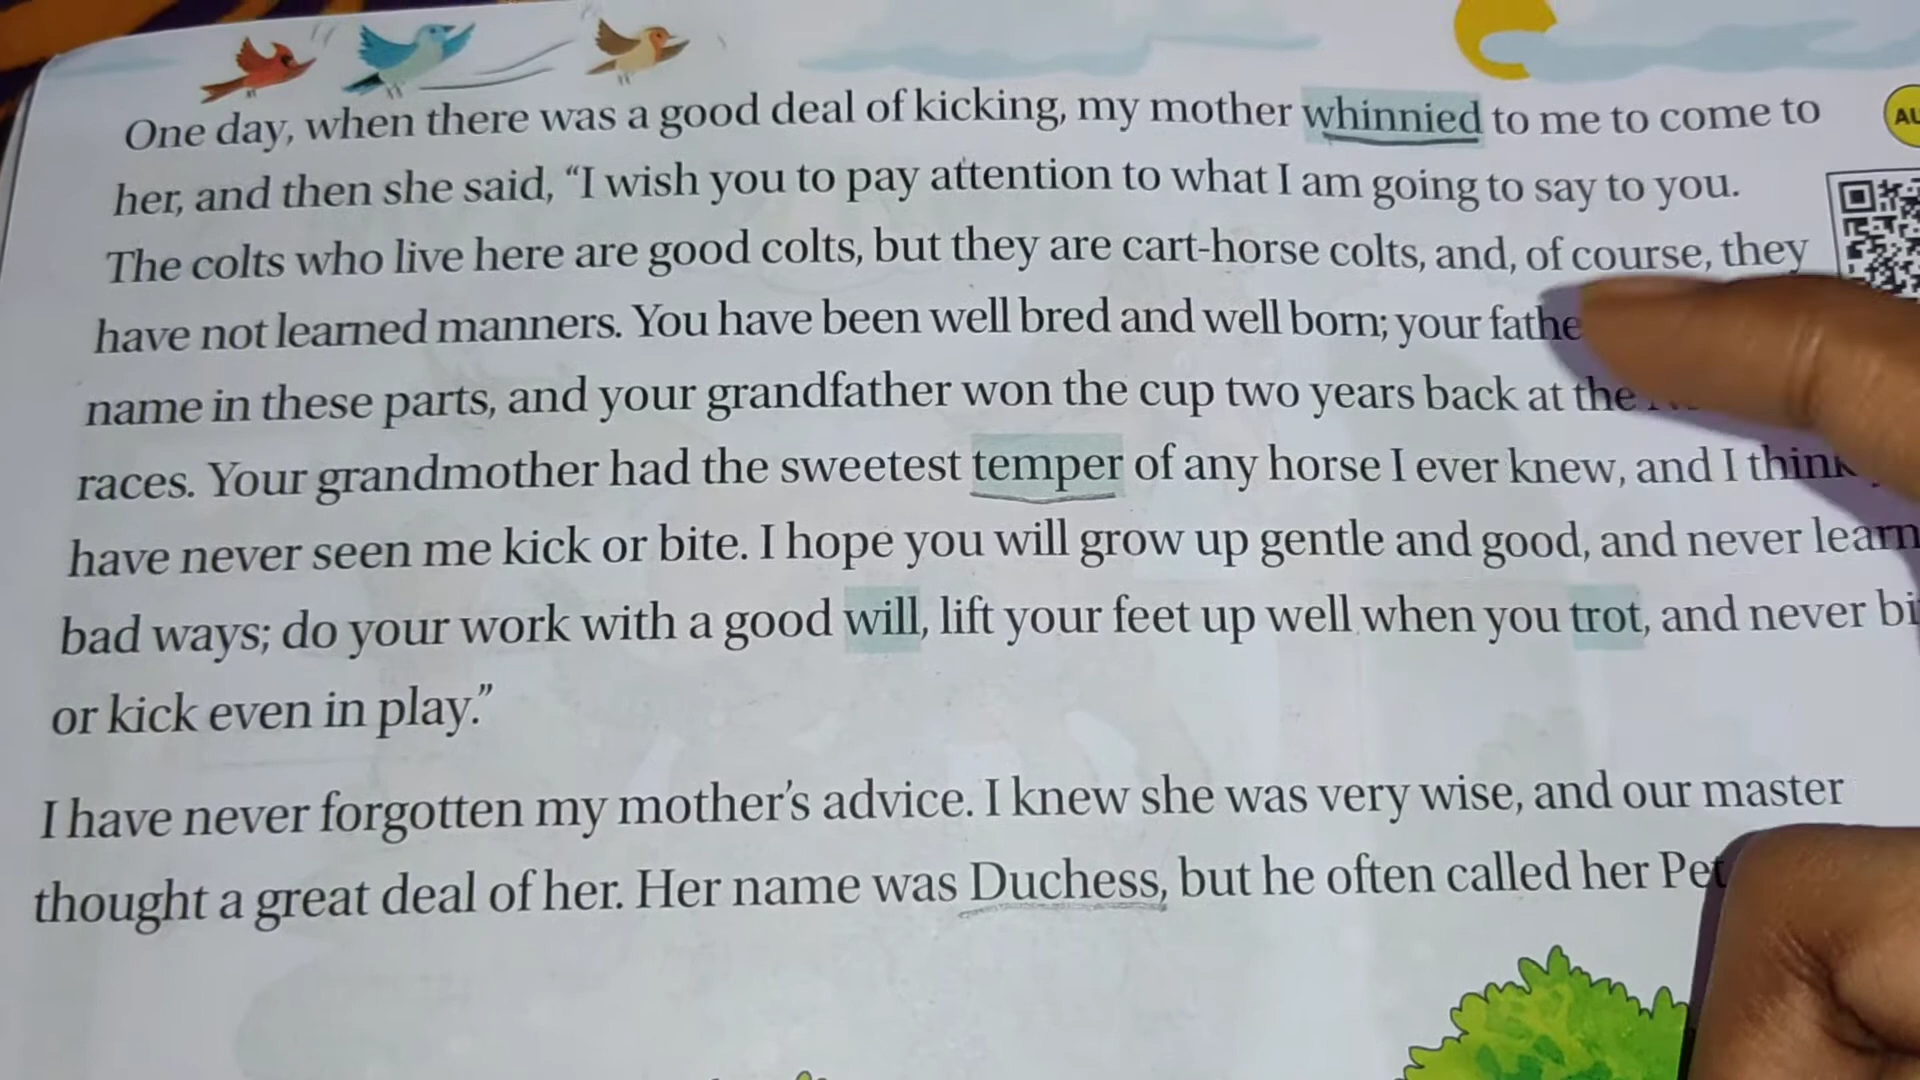 One day, when there was a good deal of kicking, my mother whinnied to me to come to
her, and then she said, “I wish you to pay attention to what I am going to say to you.
The colts who live here are good colts, but they are cart-horse colts, and, of course, they
have not learned manners. You have been well bred and well born; your
name in these parts, and your grandfather won the cup two years back at the
races. Your grandmother had the sweetest temper of any horse I ever knew, and I think
have never seen me kick or bite. I hope you will grow up gentle and good, and never learn
bad ways; do your work with a good will, lift your feet up well when you trot, and never
or kick even in play.”
I have never forgotten my mother’s advice. I knew she was very wise, and our master
thought a great deal of her. Her name was Duchess, but he often called her